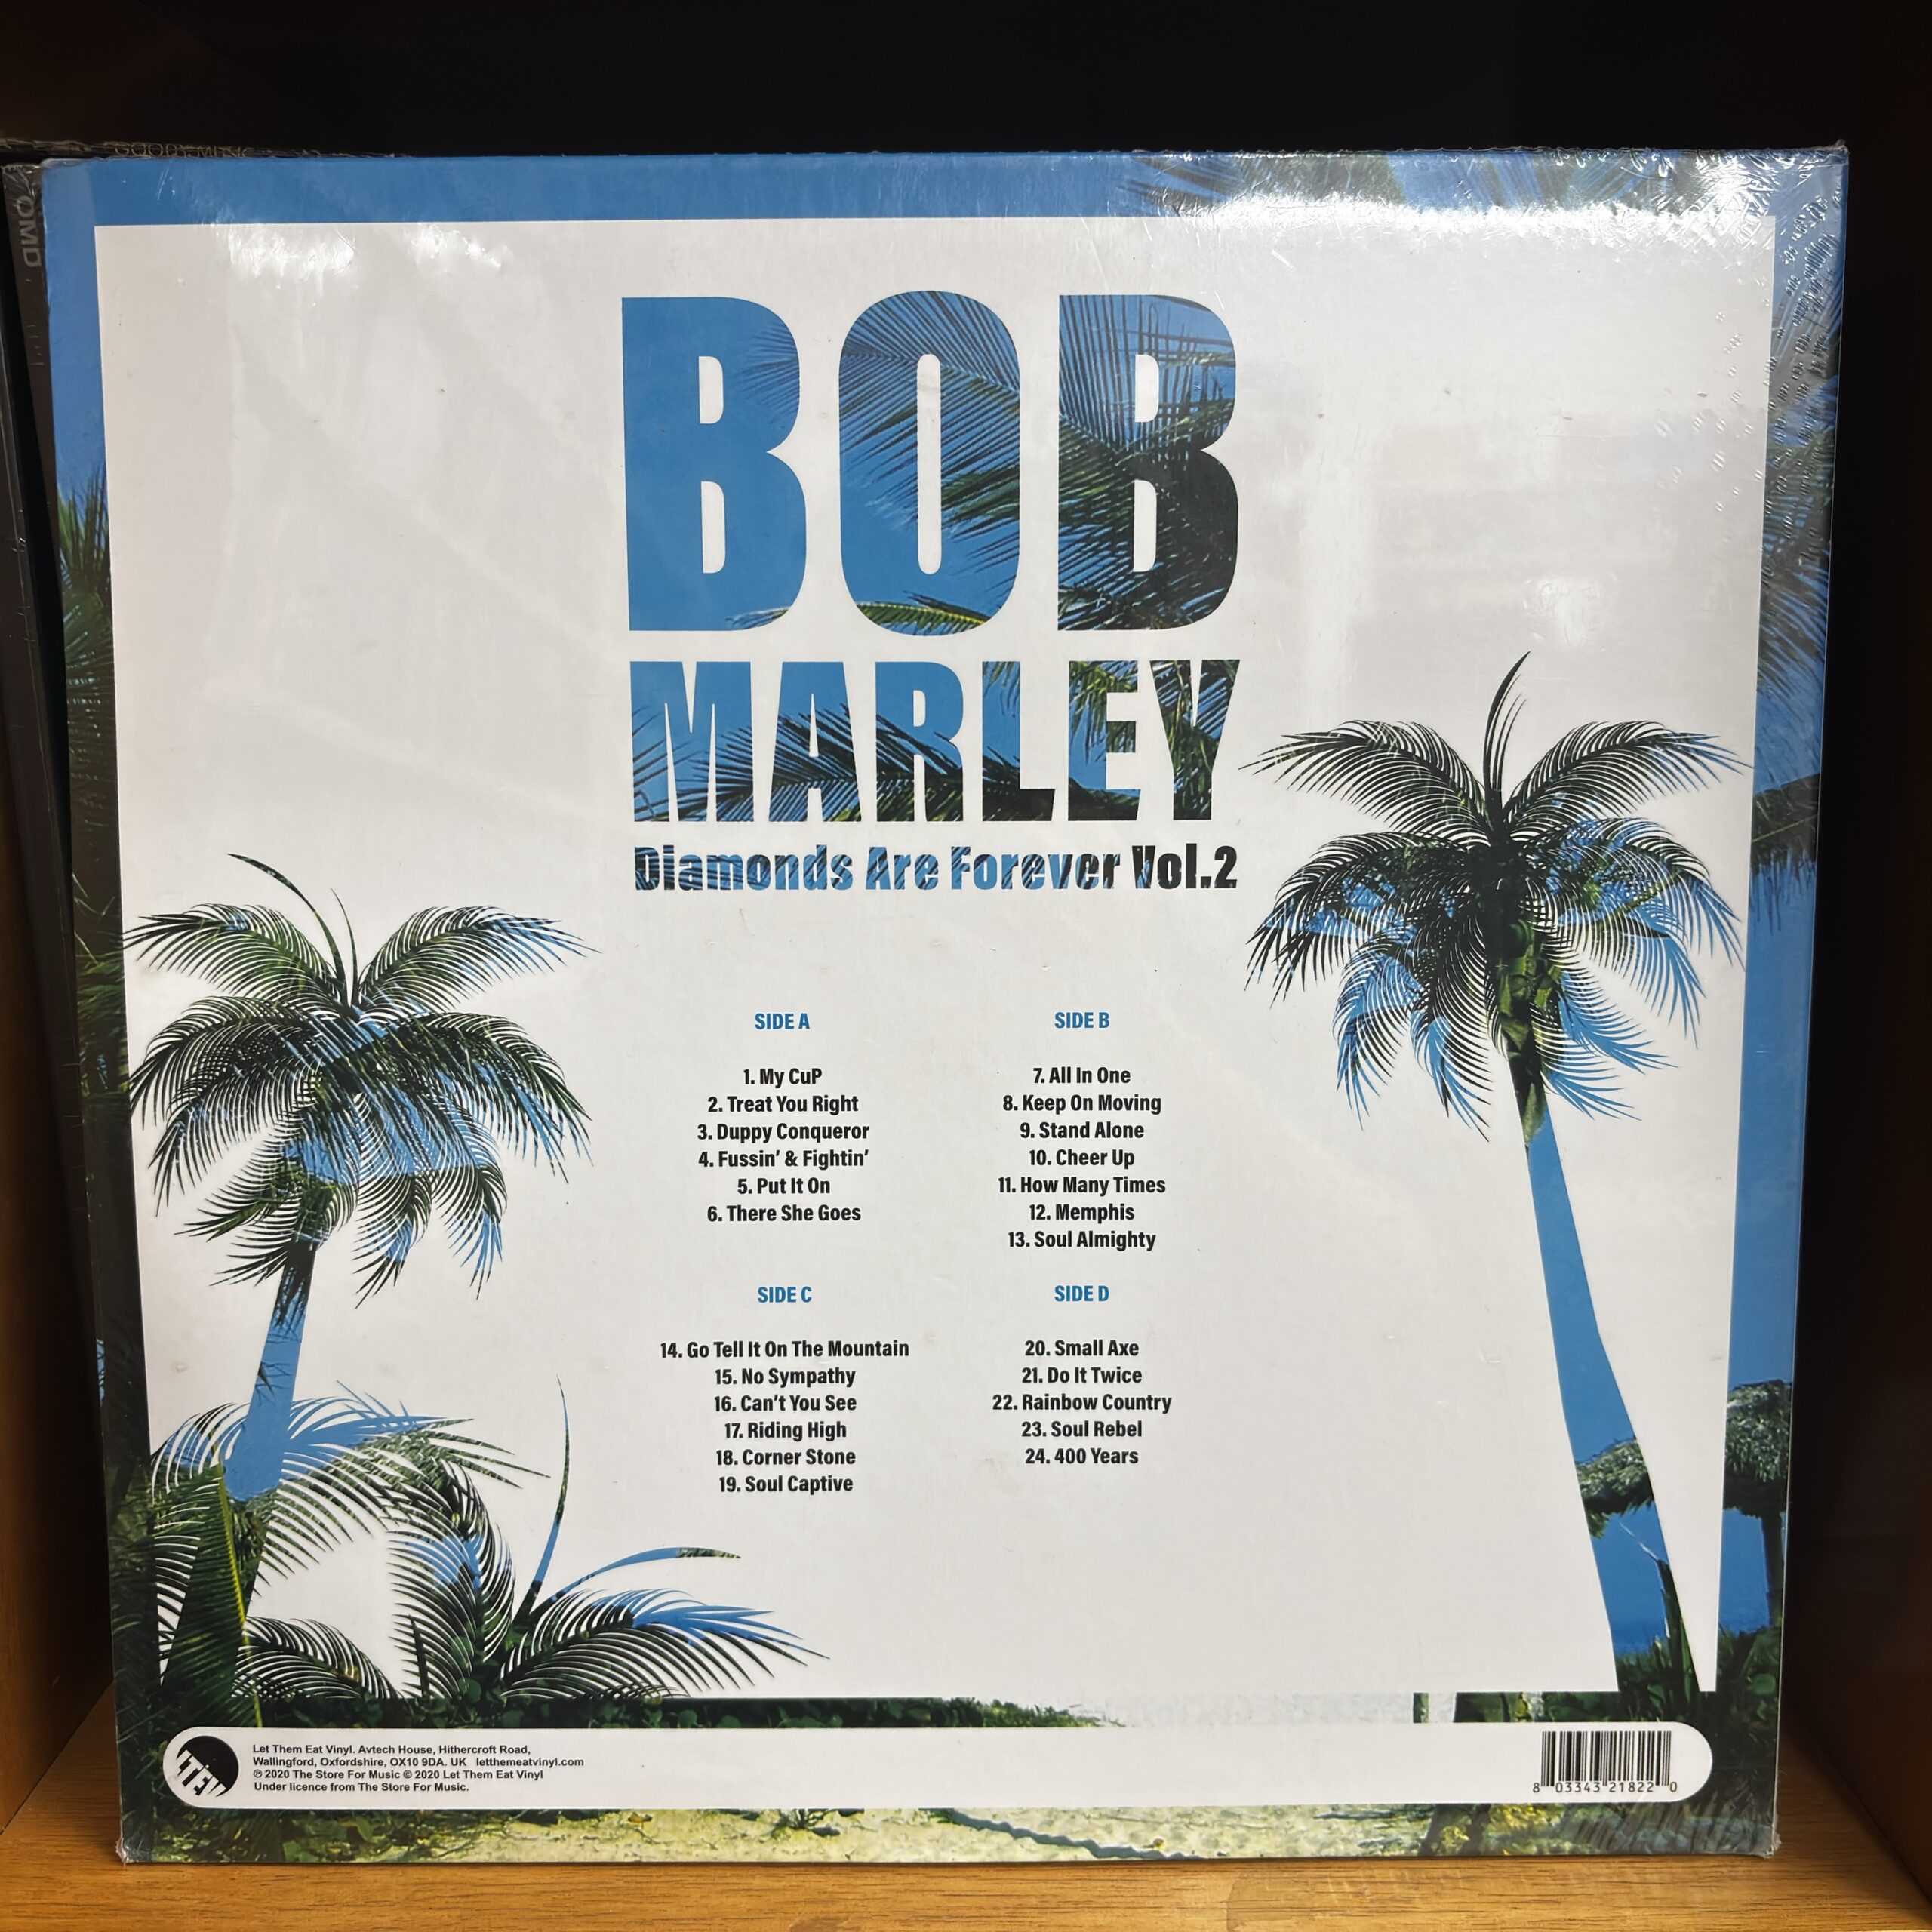 GOODY MUSIC
BOB
MARLEY
Diamonds Are Forever Vol.2
SIDE A
1. My CuP
2. Treat You Right
3. Duppy Conqueror
4. Fussin' & Fightin'
5. Put It On
6. There She Goes
SIDE B
7. All In One
8. Keep On Moving
9. Stand Alone
10. Cheer Up
11. How Many Times
12. Memphis
13. Soul Almighty
SIDE C
14. Go Tell It On The Mountain
15. No Sympathy
16. Can't You See
17. Riding High
18. Corner Stone
19. Soul Captive
SIDE D
20. Small Axe
21. Do It Twice
22. Rainbow Country
23. Soul Rebel
24. 400 Years
LTEV
Let Them Eat Vinyl. Avtech House, Hithercroft Road,
Wallingford, Oxfordshire, OX10 9DA. UK letthemeatvinyl.com
℗ 2020 The Store For Music © 2020 Let Them Eat Vinyl
Under licence from The Store For Music.
8 03343 21822 0